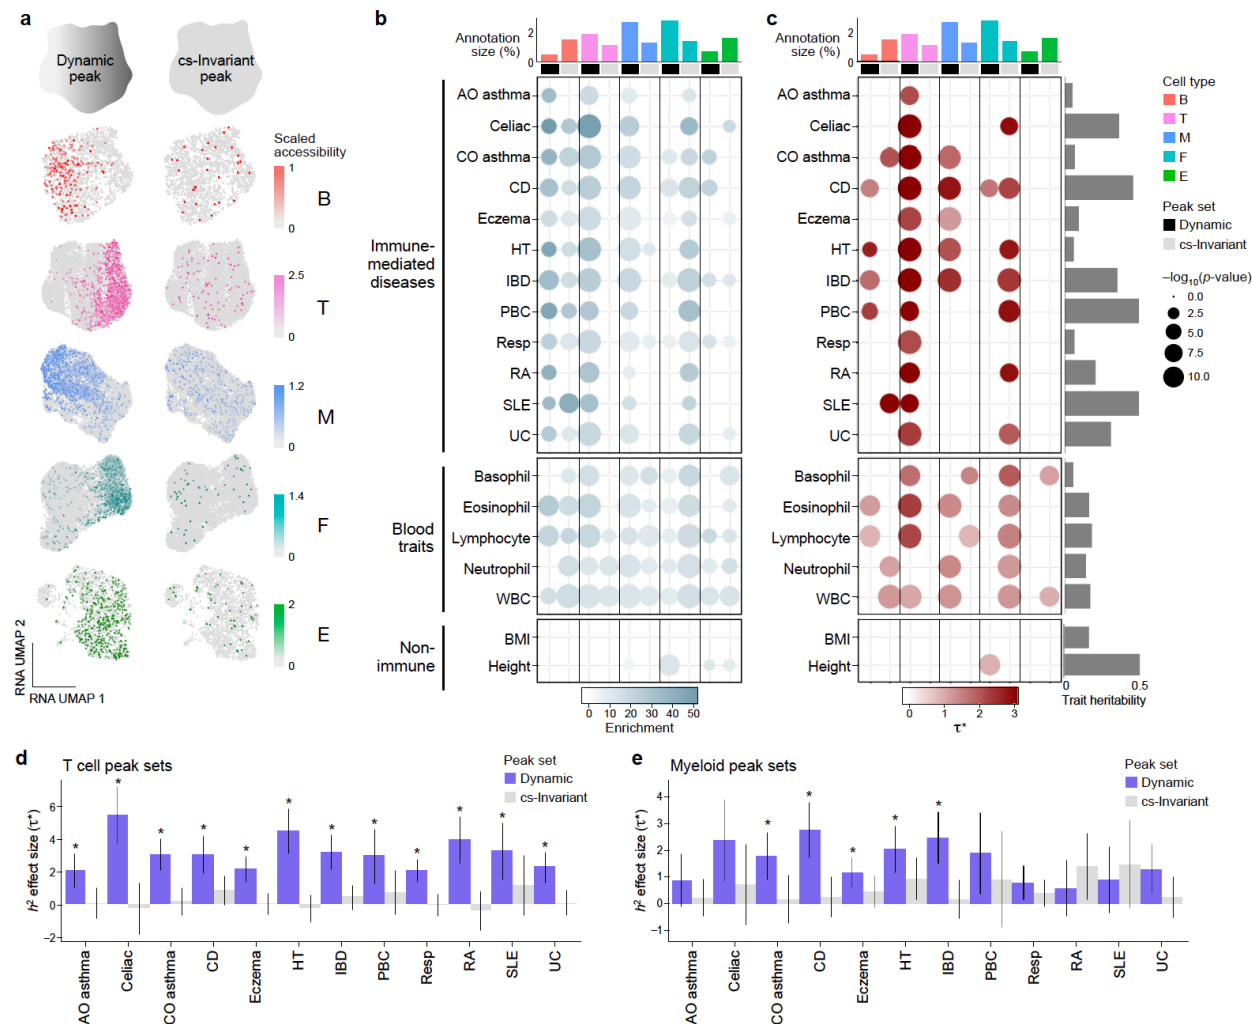 a
Dynamic
peak
cs-Invariant
peak
Scaled
accessibility
1
0
B
2.5
0
T
1.2
0
M
1.4
0
F
2
0
E
RNA UMAP 2
RNA UMAP 1
b
Annotation
size (%)
2
0
Immune-
mediated
diseases
AO asthma
Celiac
CO asthma
CD
Eczema
HT
IBD
PBC
Resp
RA
SLE
UC
Blood
traits
Basophil
Eosinophil
Lymphocyte
Neutrophil
WBC
Non-
immune
BMI
Height
0 10 20 30 40 50
Enrichment
c
Annotation
size (%)
2
0
AO asthma
Celiac
CO asthma
CD
Eczema
HT
IBD
PBC
Resp
RA
SLE
UC
Basophil
Eosinophil
Lymphocyte
Neutrophil
WBC
BMI
Height
0 1 2 3
τ*
0 0.5
Trait heritability
Cell type
B
T
M
F
E
Peak set
Dynamic
cs-Invariant
−log10(p-value)
0.0
2.5
5.0
7.5
10.0
d
T cell peak sets
Peak set
Dynamic
cs-Invariant
h² effect size (τ*)
6
4
2
0
−2
* * * * * * * * * * * *
AO asthma
Celiac
CO asthma
CD
Eczema
HT
IBD
PBC
Resp
RA
SLE
UC
e
Myeloid peak sets
Peak set
Dynamic
cs-Invariant
h² effect size (τ*)
4
3
2
1
0
−1
* * * * *
AO asthma
Celiac
CO asthma
CD
Eczema
HT
IBD
PBC
Resp
RA
SLE
UC